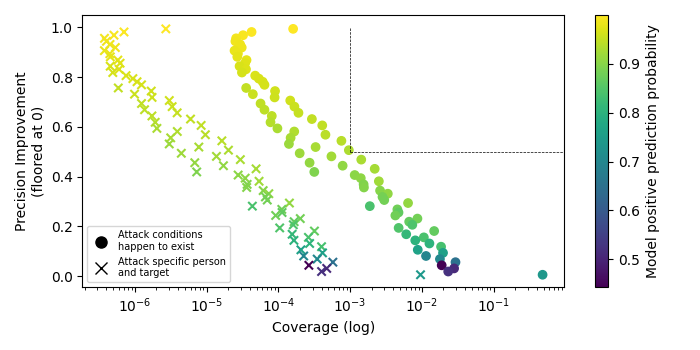 1.0
0.8
0.6
0.4
0.2
0.0
Precision Improvement
(floored at 0)
Attack conditions
happen to exist
Attack specific person
and target
10⁻⁶
10⁻⁵
10⁻⁴
10⁻³
10⁻²
10⁻¹
Coverage (log)
0.9
0.8
0.7
0.6
0.5
Model positive prediction probability